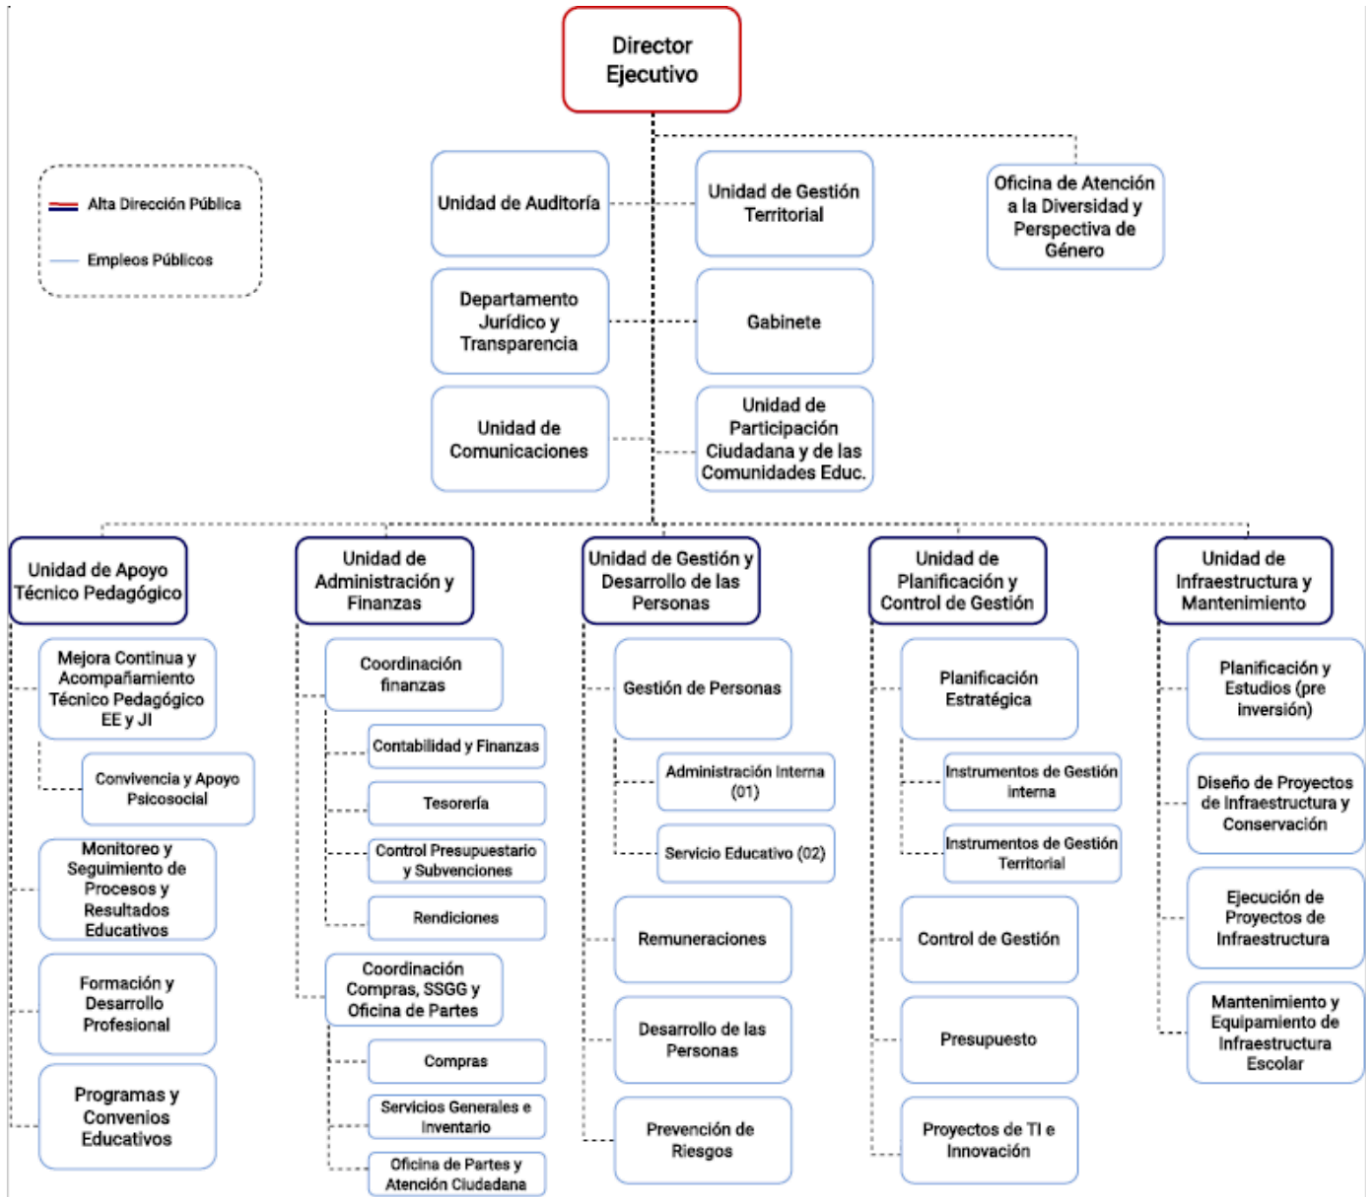 Director
Ejecutivo
Alta Dirección Pública
Empleos Públicos
Unidad de Auditoría
Unidad de Gestión
Territorial
Oficina de Atención
a la Diversidad y
Perspectiva de
Género
Departamento
Jurídico y
Transparencia
Gabinete
Unidad de
Comunicaciones
Unidad de
Participación
Ciudadana y de las
Comunidades Educ.
Unidad de Apoyo
Técnico Pedagógico
Mejora Continua y
Acompañamiento
Técnico Pedagógico
EE y JI
Convivencia y Apoyo
Psicosocial
Monitoreo y
Seguimiento de
Procesos y
Resultados
Educativos
Formación y
Desarrollo
Profesional
Programas y
Convenios
Educativos
Unidad de
Administración y
Finanzas
Coordinación
finanzas
Contabilidad y Finanzas
Tesorería
Control Presupuestario
y Subvenciones
Rendiciones
Coordinación
Compras, SSGG y
Oficina de Partes
Compras
Servicios Generales e
Inventario
Oficina de Partes y
Atención Ciudadana
Unidad de Gestión y
Desarrollo de las
Personas
Gestión de Personas
Administración Interna
(01)
Servicio Educativo (02)
Remuneraciones
Desarrollo de las
Personas
Prevención de
Riesgos
Unidad de
Planificación y
Control de Gestión
Planificación
Estratégica
Instrumentos de Gestión
interna
Instrumentos de Gestión
Territorial
Control de Gestión
Presupuesto
Proyectos de TI e
Innovación
Unidad de
Infraestructura y
Mantenimiento
Planificación y
Estudios (pre
inversión)
Diseño de Proyectos
de Infraestructura y
Conservación
Ejecución de
Proyectos de
Infraestructura
Mantenimiento y
Equipamiento de
Infraestructura
Escolar